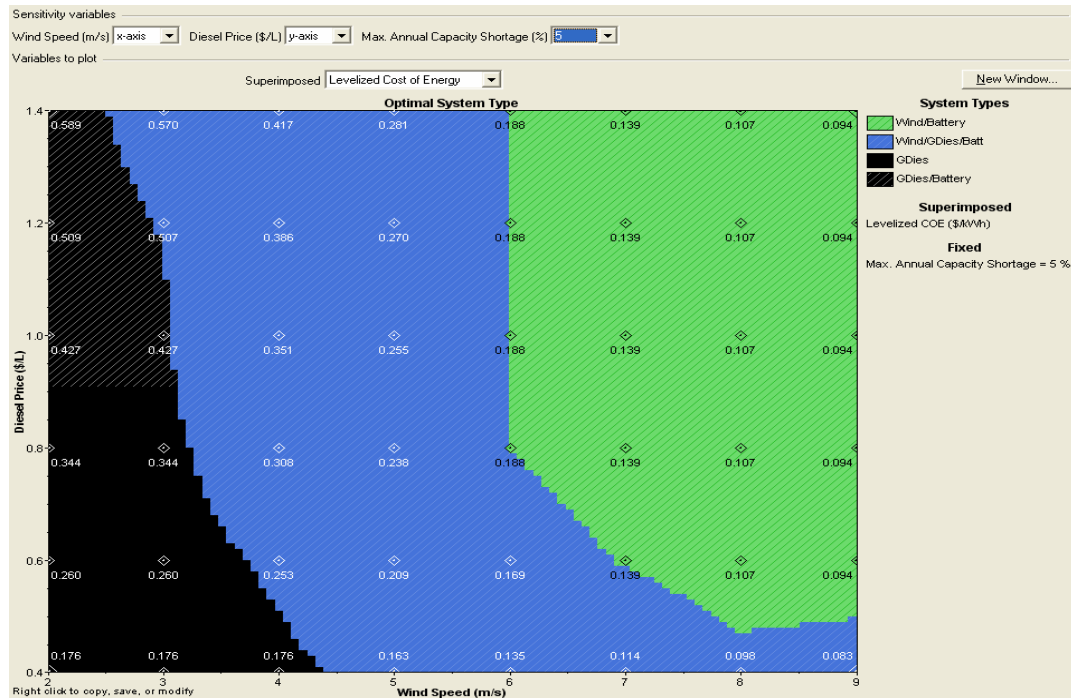 Sensitivity variables
Wind Speed (m/s) x-axis Diesel Price ($/L) y-axis Max. Annual Capacity Shortage (%) 5
Variables to plot
Superimposed Levelized Cost of Energy New Window...
Optimal System Type
System Types
Wind/Battery
Wind/GDies/Batt
GDies
GDies/Battery
Superimposed
Levelized COE ($/kWh)
Fixed
Max. Annual Capacity Shortage = 5 %
Diesel Price ($/L)
1.4
0.589 0.570 0.417 0.281 0.188 0.139 0.107 0.094
1.2
0.509 0.507 0.386 0.270 0.188 0.139 0.107 0.094
1.0
0.427 0.427 0.351 0.255 0.188 0.139 0.107 0.094
0.8
0.344 0.344 0.308 0.238 0.188 0.139 0.107 0.094
0.6
0.260 0.260 0.253 0.209 0.169 0.139 0.107 0.094
0.176 0.176 0.176 0.163 0.135 0.114 0.098 0.083
0.4
2 3 4 5 6 7 8 9
Wind Speed (m/s)
Right click to copy, save, or modify